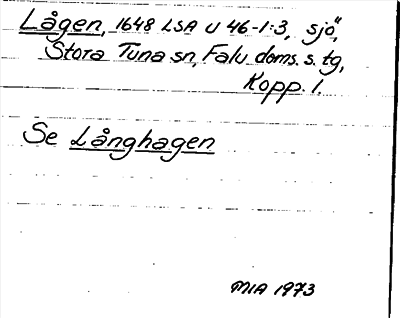 Lågen, 1648 LSA U 46-1:3, sjö",
Stora Tuna sn, Falu doms. s. tg,
Kopp. l.
Se Långhagen
MIA 1973